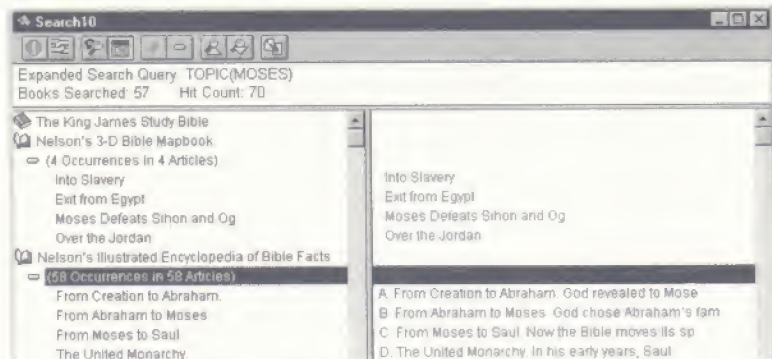 Search10
Expanded Search Query TOPIC(MOSES)
Books Searched: 57 Hit Count: 70
The King James Study Bible
Nelson's 3-D Bible Mapbook
(4 Occurrences in 4 Articles)
Into Slavery
Exit from Egypt
Moses Defeats Sihon and Og
Over the Jordan
Nelson's Illustrated Encyclopedia of Bible Facts
(58 Occurrences in 58 Articles)
From Creation to Abraham.
From Abraham to Moses
From Moses to Saul
The United Monarchy
Into Slavery
Exit from Egypt
Moses Defeats Sihon and Og
Over the Jordan
A. From Creation to Abraham. God revealed to Mose
B. From Abraham to Moses. God chose Abraham's fam
C. From Moses to Saul. Now the Bible moves its sp
D. The United Monarchy. In his early years, Saul